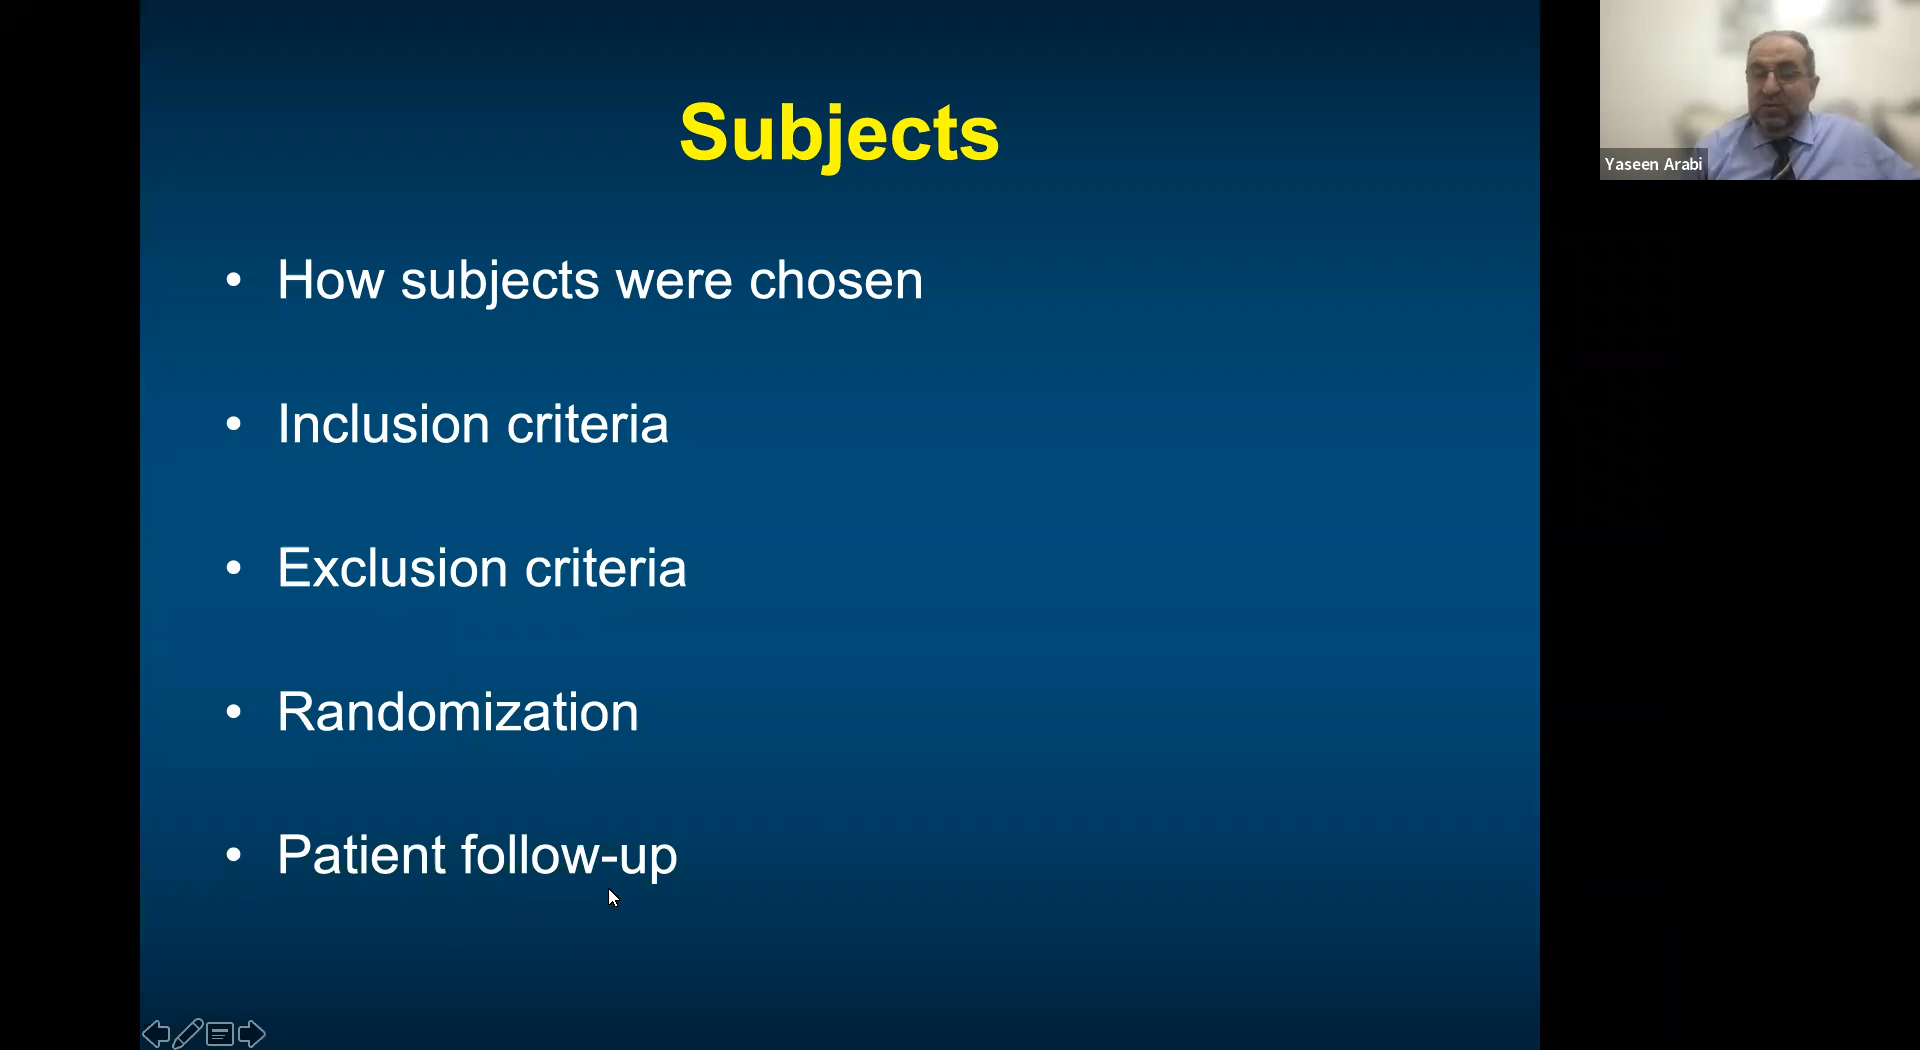 Subjects
• How subjects were chosen
• Inclusion criteria
• Exclusion criteria
• Randomization
• Patient follow-up
Yaseen Arabi